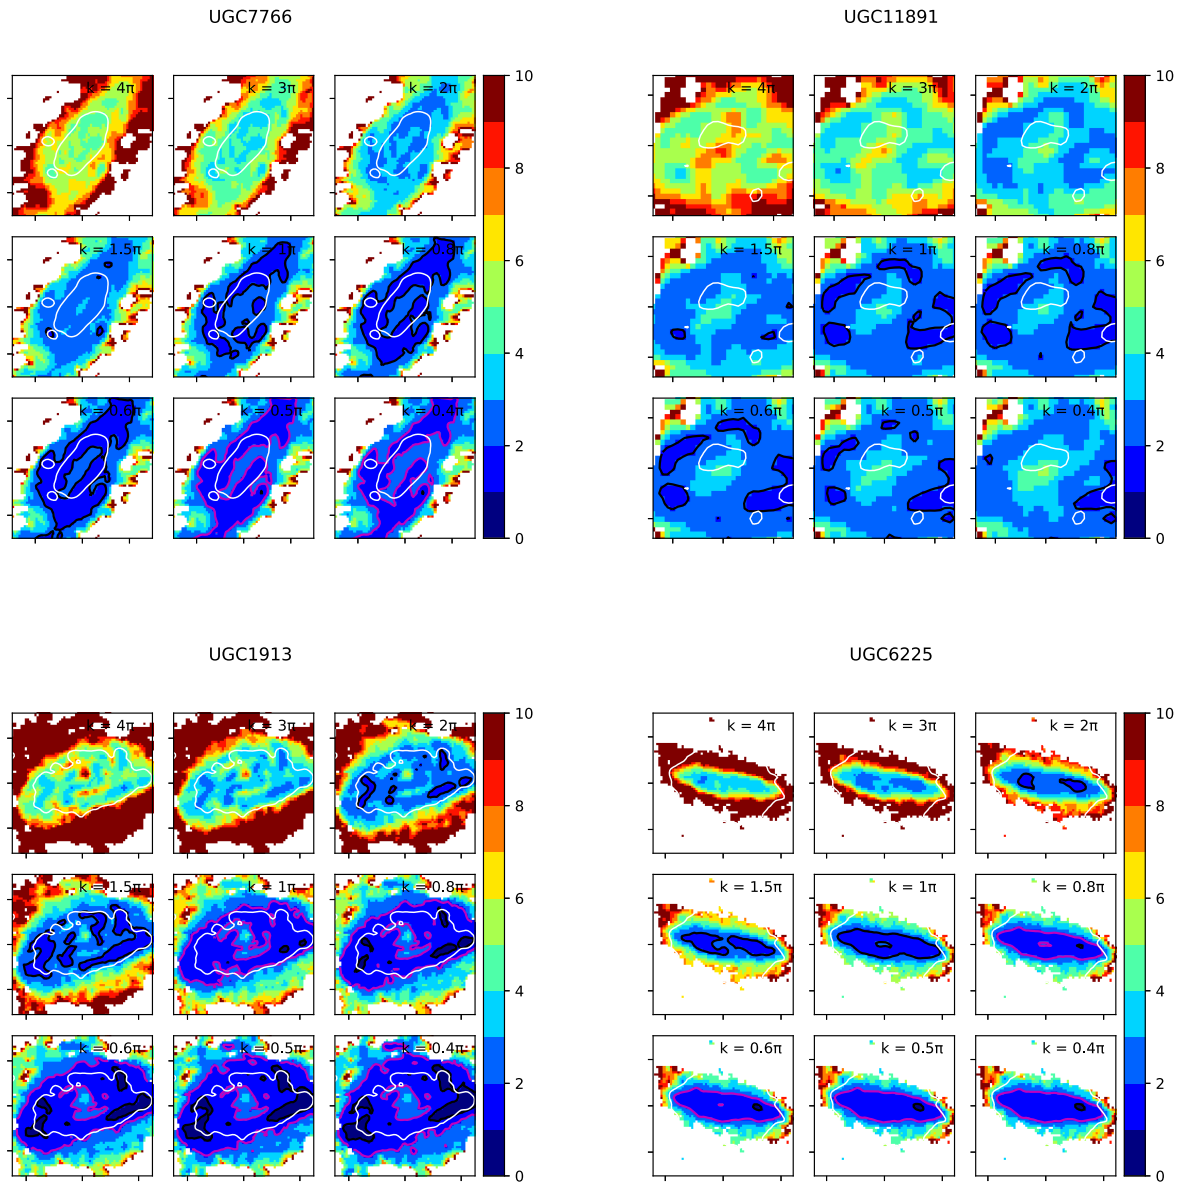 UGC7766
UGC11891
k = 4π
k = 3π
k = 2π
10
k = 4π
k = 3π
k = 2π
10
8
8
k = 1.5π
k = 1π
k = 0.8π
6
k = 1.5π
k = 1π
k = 0.8π
6
4
4
k = 0.6π
k = 0.5π
k = 0.4π
2
k = 0.6π
k = 0.5π
k = 0.4π
2
0
0
UGC1913
UGC6225
k = 4π
k = 3π
k = 2π
10
k = 4π
k = 3π
k = 2π
10
8
8
k = 1.5π
k = 1π
k = 0.8π
6
k = 1.5π
k = 1π
k = 0.8π
6
4
4
k = 0.6π
k = 0.5π
k = 0.4π
2
k = 0.6π
k = 0.5π
k = 0.4π
2
0
0